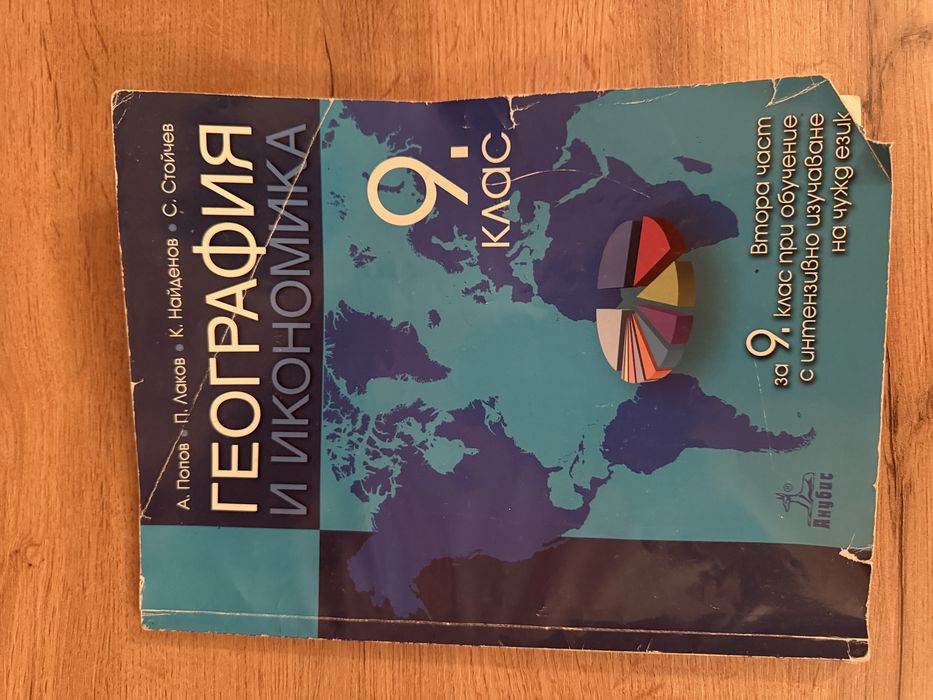 А. Попов • П. Лаков • К. Найденов • С. Стойчев
ГЕОГРАФИЯ
И ИКОНОМИКА
9.
клас
Втора част
за 9. клас при обучение
с интензивно изучаване
на чужд език
®
Анубис